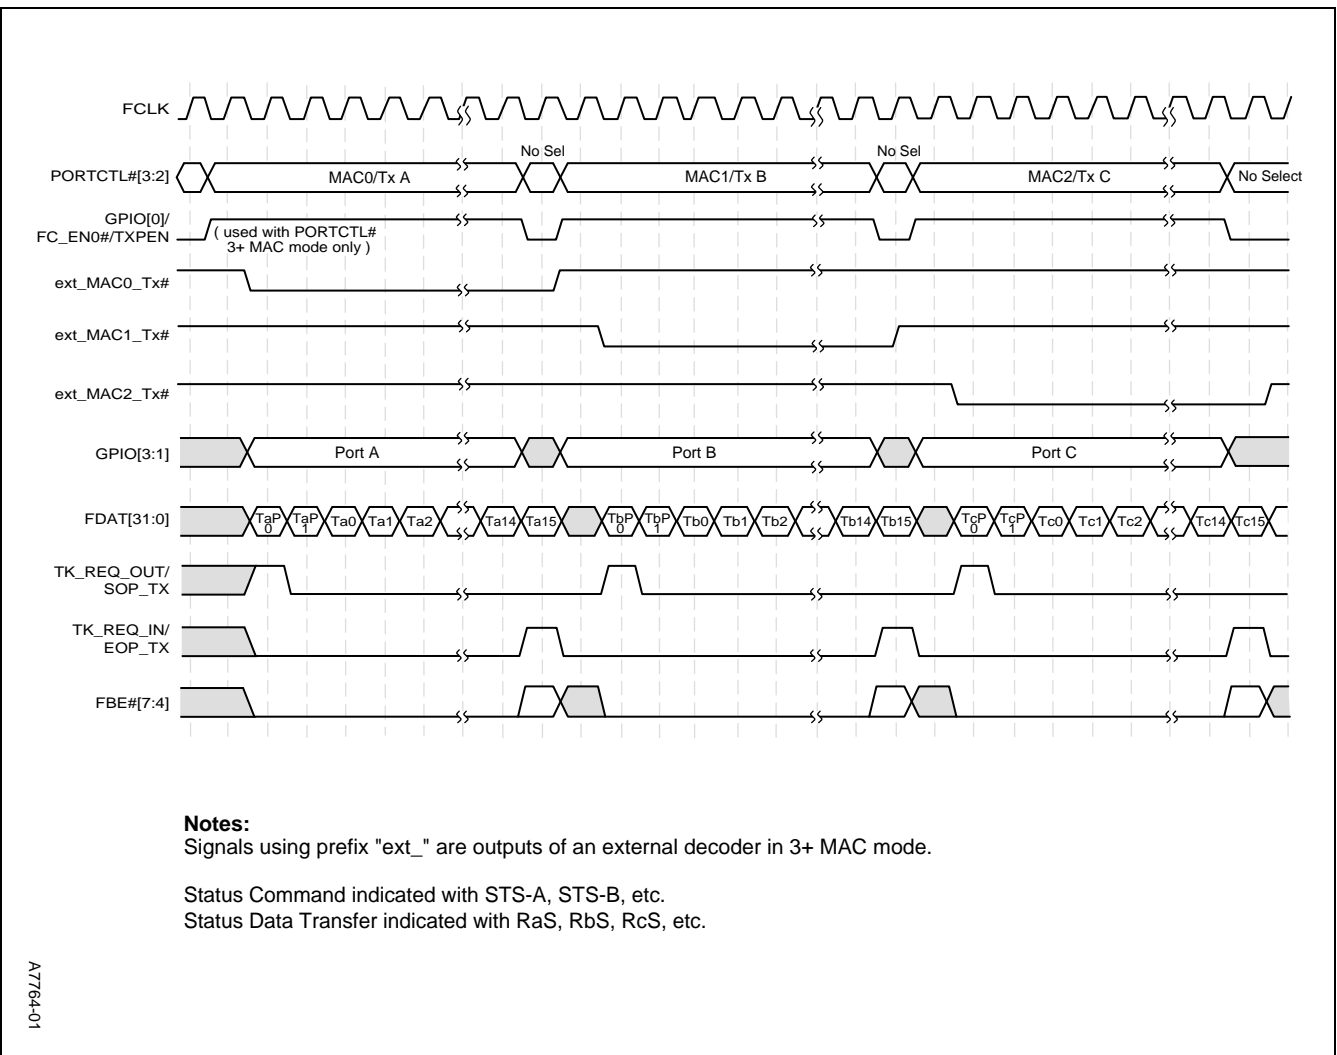 FCLK
No Sel
No Sel
PORTCTL#[3:2]
MAC0/Tx A
MAC1/Tx B
MAC2/Tx C
No Select
GPIO[0]/
FC_EN0#/TXPEN
( used with PORTCTL#
3+ MAC mode only )
ext_MAC0_Tx#
ext_MAC1_Tx#
ext_MAC2_Tx#
GPIO[3:1]
Port A
Port B
Port C
FDAT[31:0]
TaP 0
TaP 1
Ta0
Ta1
Ta2
Ta14
Ta15
TbP 0
TbP 1
Tb0
Tb1
Tb2
Tb14
Tb15
TcP 0
TcP 1
Tc0
Tc1
Tc2
Tc14
Tc15
TK_REQ_OUT/
SOP_TX
TK_REQ_IN/
EOP_TX
FBE#[7:4]
Notes:
Signals using prefix "ext_" are outputs of an external decoder in 3+ MAC mode.
Status Command indicated with STS-A, STS-B, etc.
Status Data Transfer indicated with RaS, RbS, RcS, etc.
A7764-01